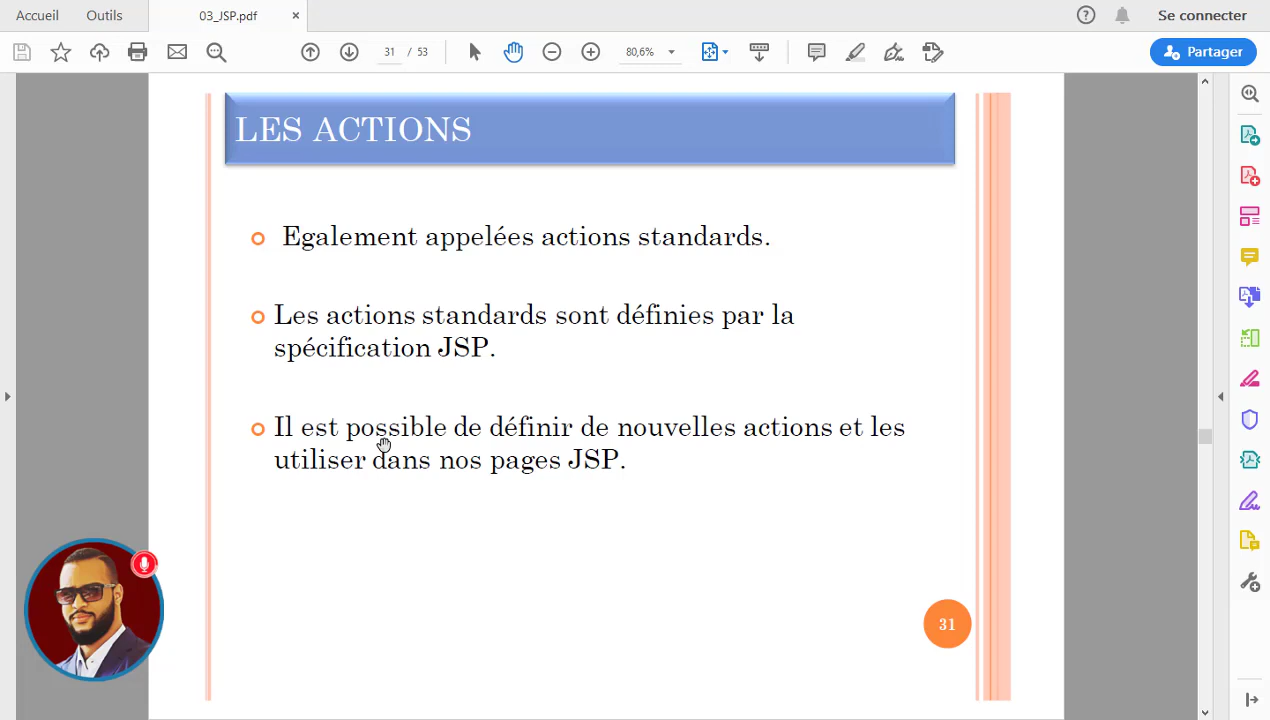 Accueil
Outils
03_JSP.pdf
×
Se connecter
31 / 53
80,6%
Partager
LES ACTIONS
Egalement appelées actions standards.
Les actions standards sont définies par la
spécification JSP.
Il est possible de définir de nouvelles actions et les
utiliser dans nos pages JSP.
31